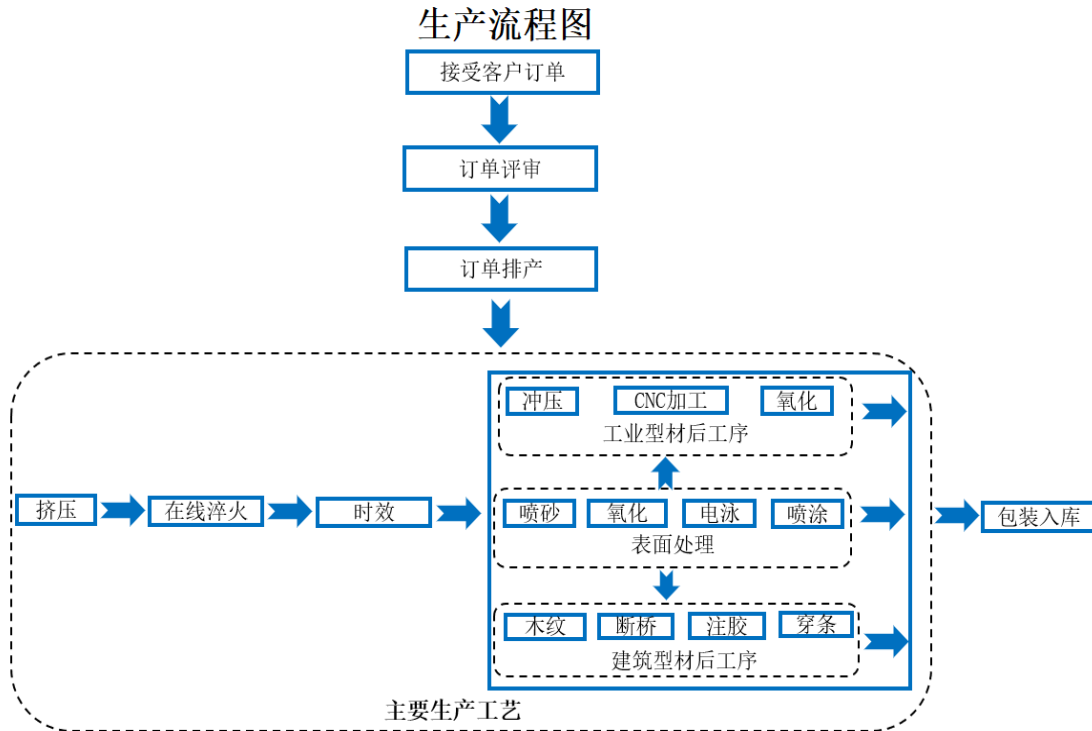 生产流程图
接受客户订单
订单评审
订单排产
冲压 CNC加工 氧化
工业型材后工序
挤压 在线淬火 时效 喷砂 氧化 电泳 喷涂 包装入库
表面处理
木纹 断桥 注胶 穿条
建筑型材后工序
主要生产工艺